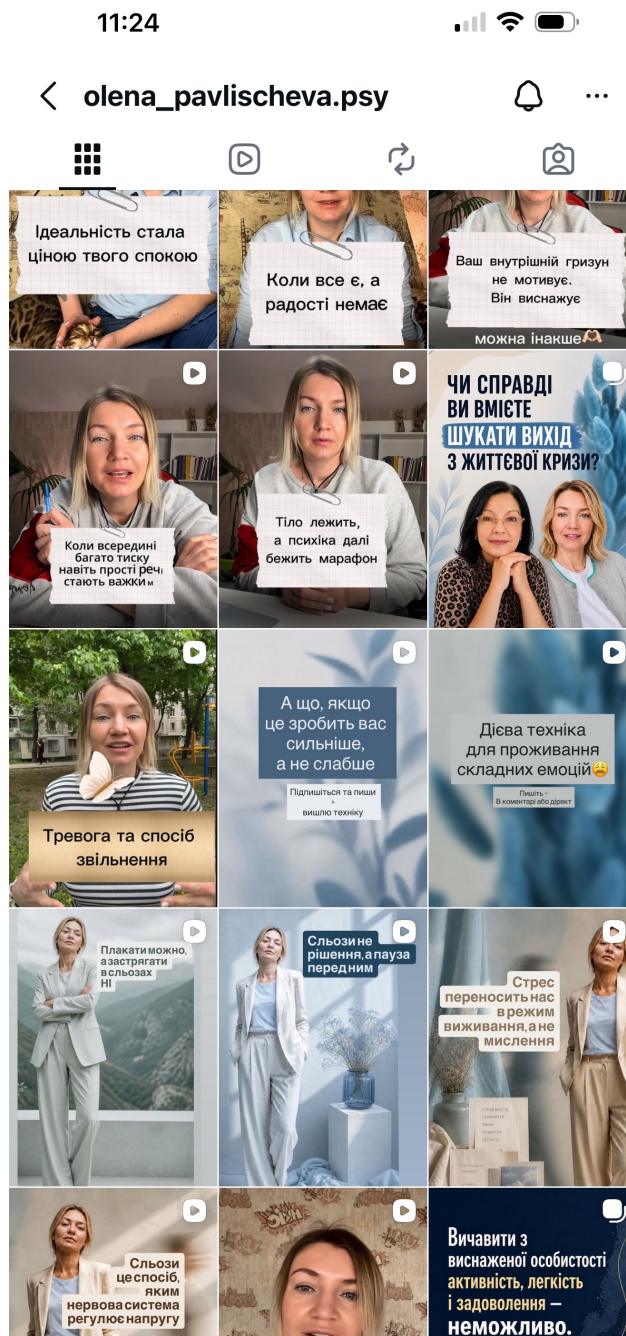 11:24
olena_pavlischeva.psy
Ідеальність стала
ціною твого спокою
Коли все є, а
радості немає
Ваш внутрішній гризун
не мотивує.
Він виснажує
можна інакше🫶🏼
Коли всередині
багато тиску
навіть прості речі
стають важким
Тіло лежить,
а психіка далі
бежить марафон
ЧИ СПРАВДІ
ВИ ВМІЄТЕ
ШУКАТИ ВИХІД
З ЖИТТЄВОЇ КРИЗИ?
Тревога та спосіб
звільнення
А що, якщо
це зробить вас
сильніше,
а не слабше
Підпишіться та пиши
+
вишлю техніку
Дієва техніка
для проживання
складних емоцій😩
Пишіть +
В коментарі або дірект
Плакати можно,
а застрягати
в сльозах
НІ
Сльози не
рішення, а пауза
перед ним
Стрес
переносить нас
в режим
виживання, а не
мислення
Сльози
це спосіб,
яким
нервова система
регулює напругу
Вичавити з
виснаженої особистості
активність, легкість
і задоволення –
неможливо.